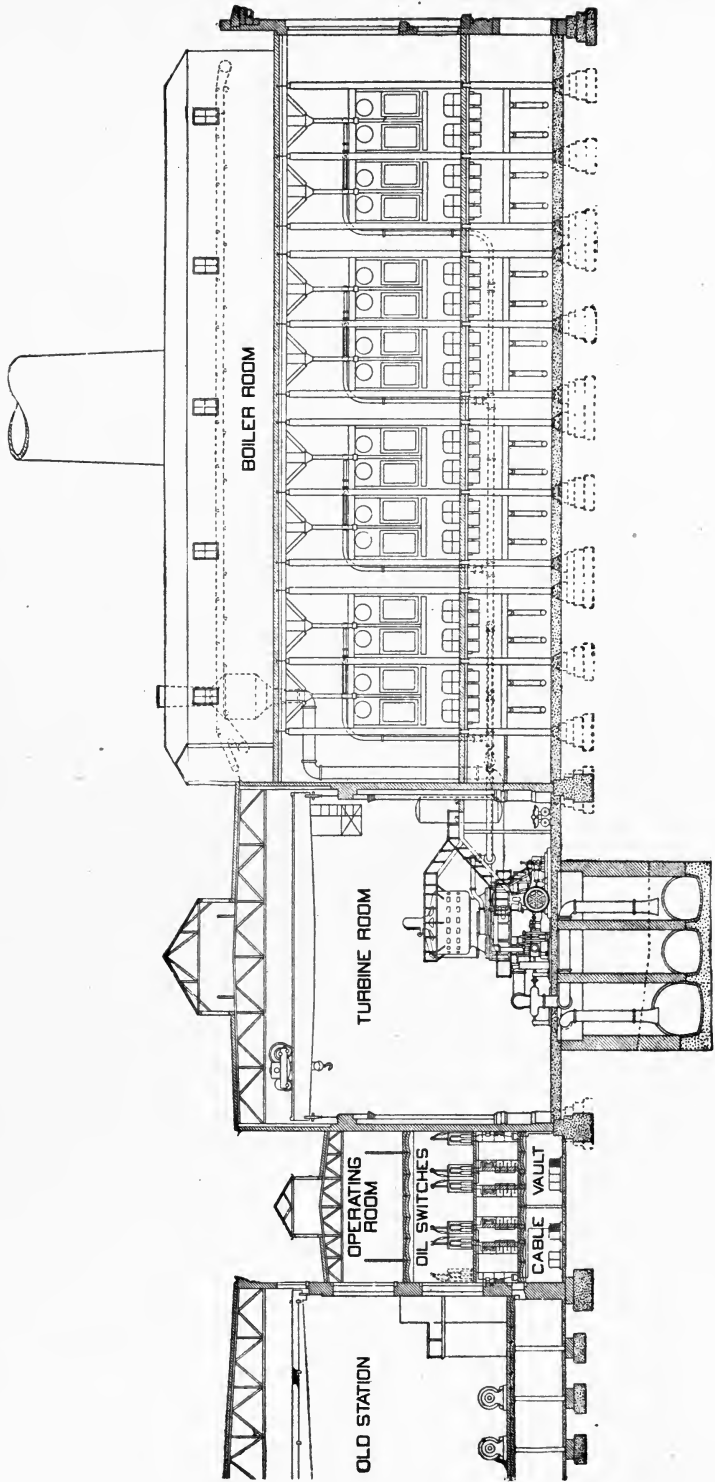 OLD STATION
OPERATING
ROOM
OIL SWITCHES
CABLE VAULT
TURBINE ROOM
BOILER ROOM